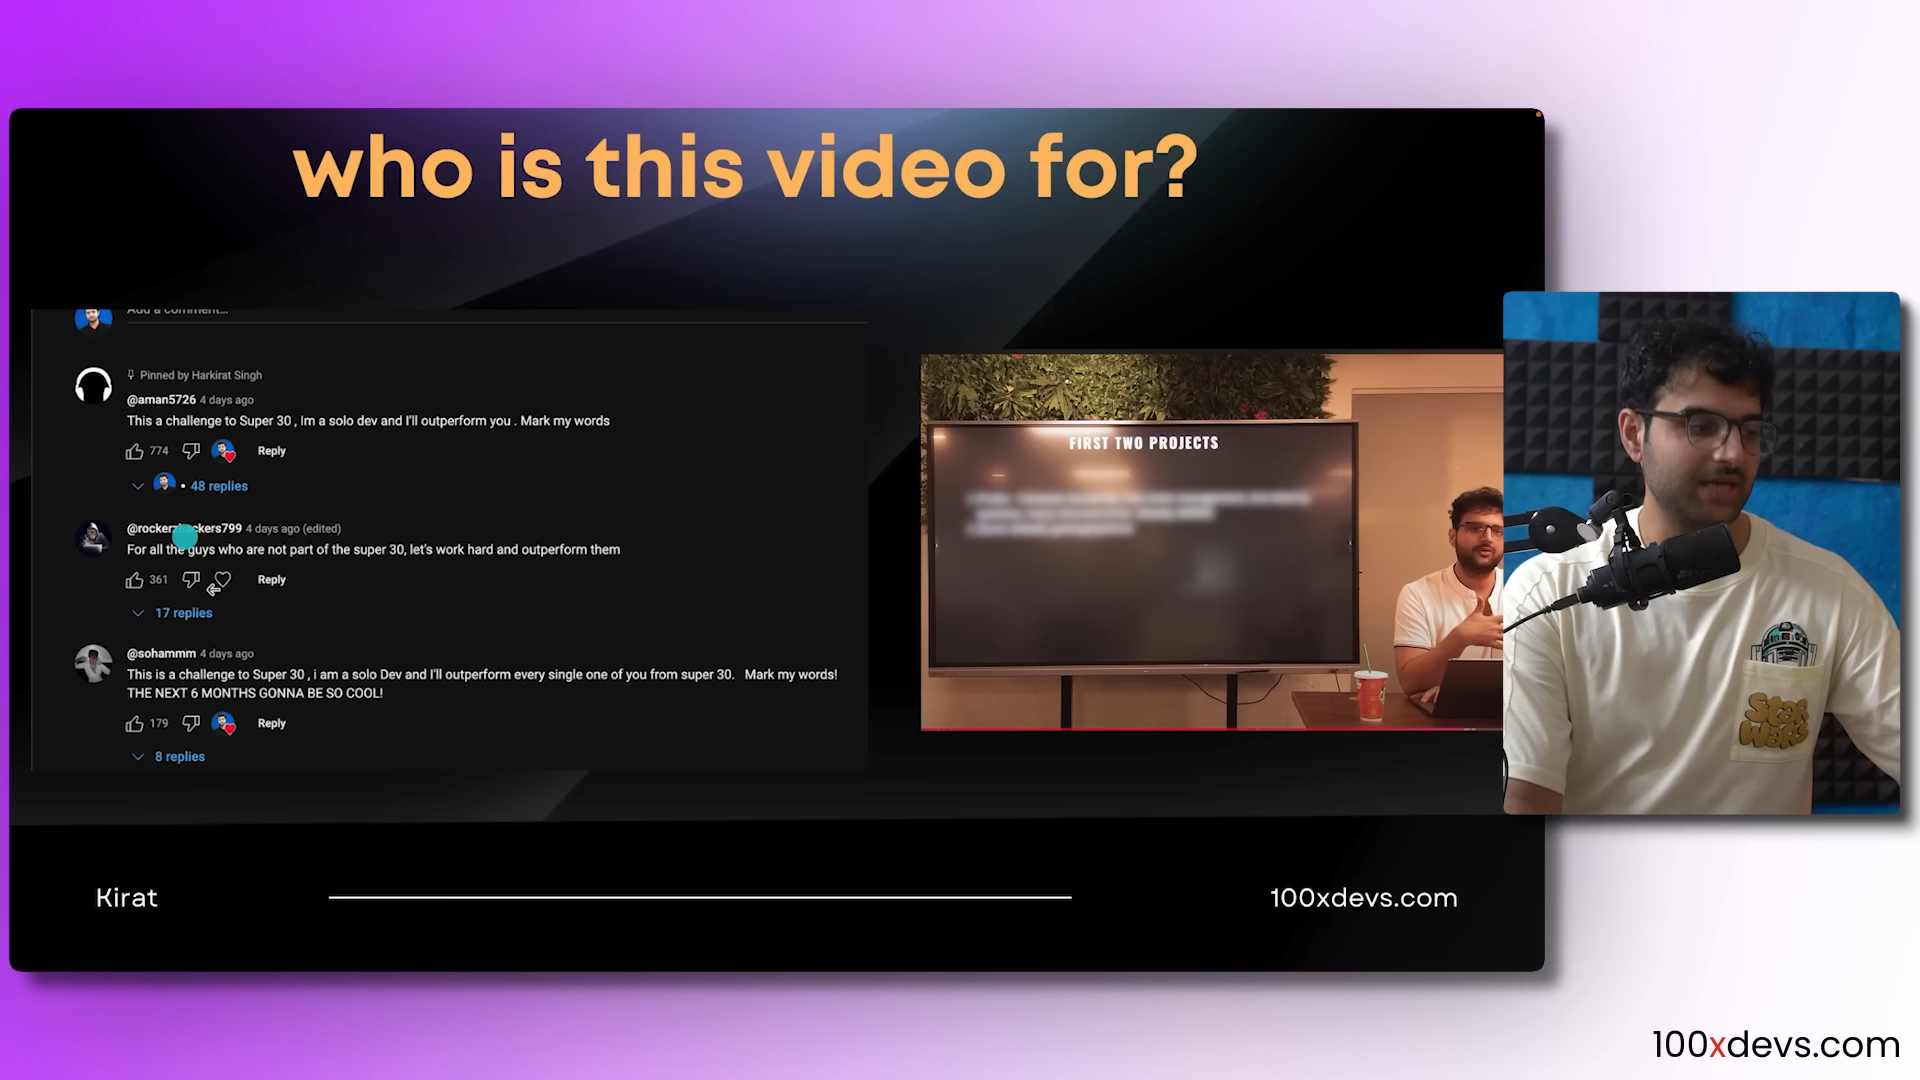 who is this video for?
Add a comment...
Pinned by Harkirat Singh
@aman5726 4 days ago
This a challenge to Super 30 , Im a solo dev and I'll outperform you . Mark my words
774 Reply
48 replies
4 days ago (edited)
For all the guys who are not part of the super 30, let's work hard and outperform them
361 Reply
17 replies
@sohammm 4 days ago
This is a challenge to Super 30 , i am a solo Dev and I'll outperform every single one of you from super 30. Mark my words!
THE NEXT 6 MONTHS GONNA BE SO COOL!
179 Reply
8 replies
FIRST TWO PROJECTS
Star
Wars
Kirat
100xdevs.com
100xdevs.com